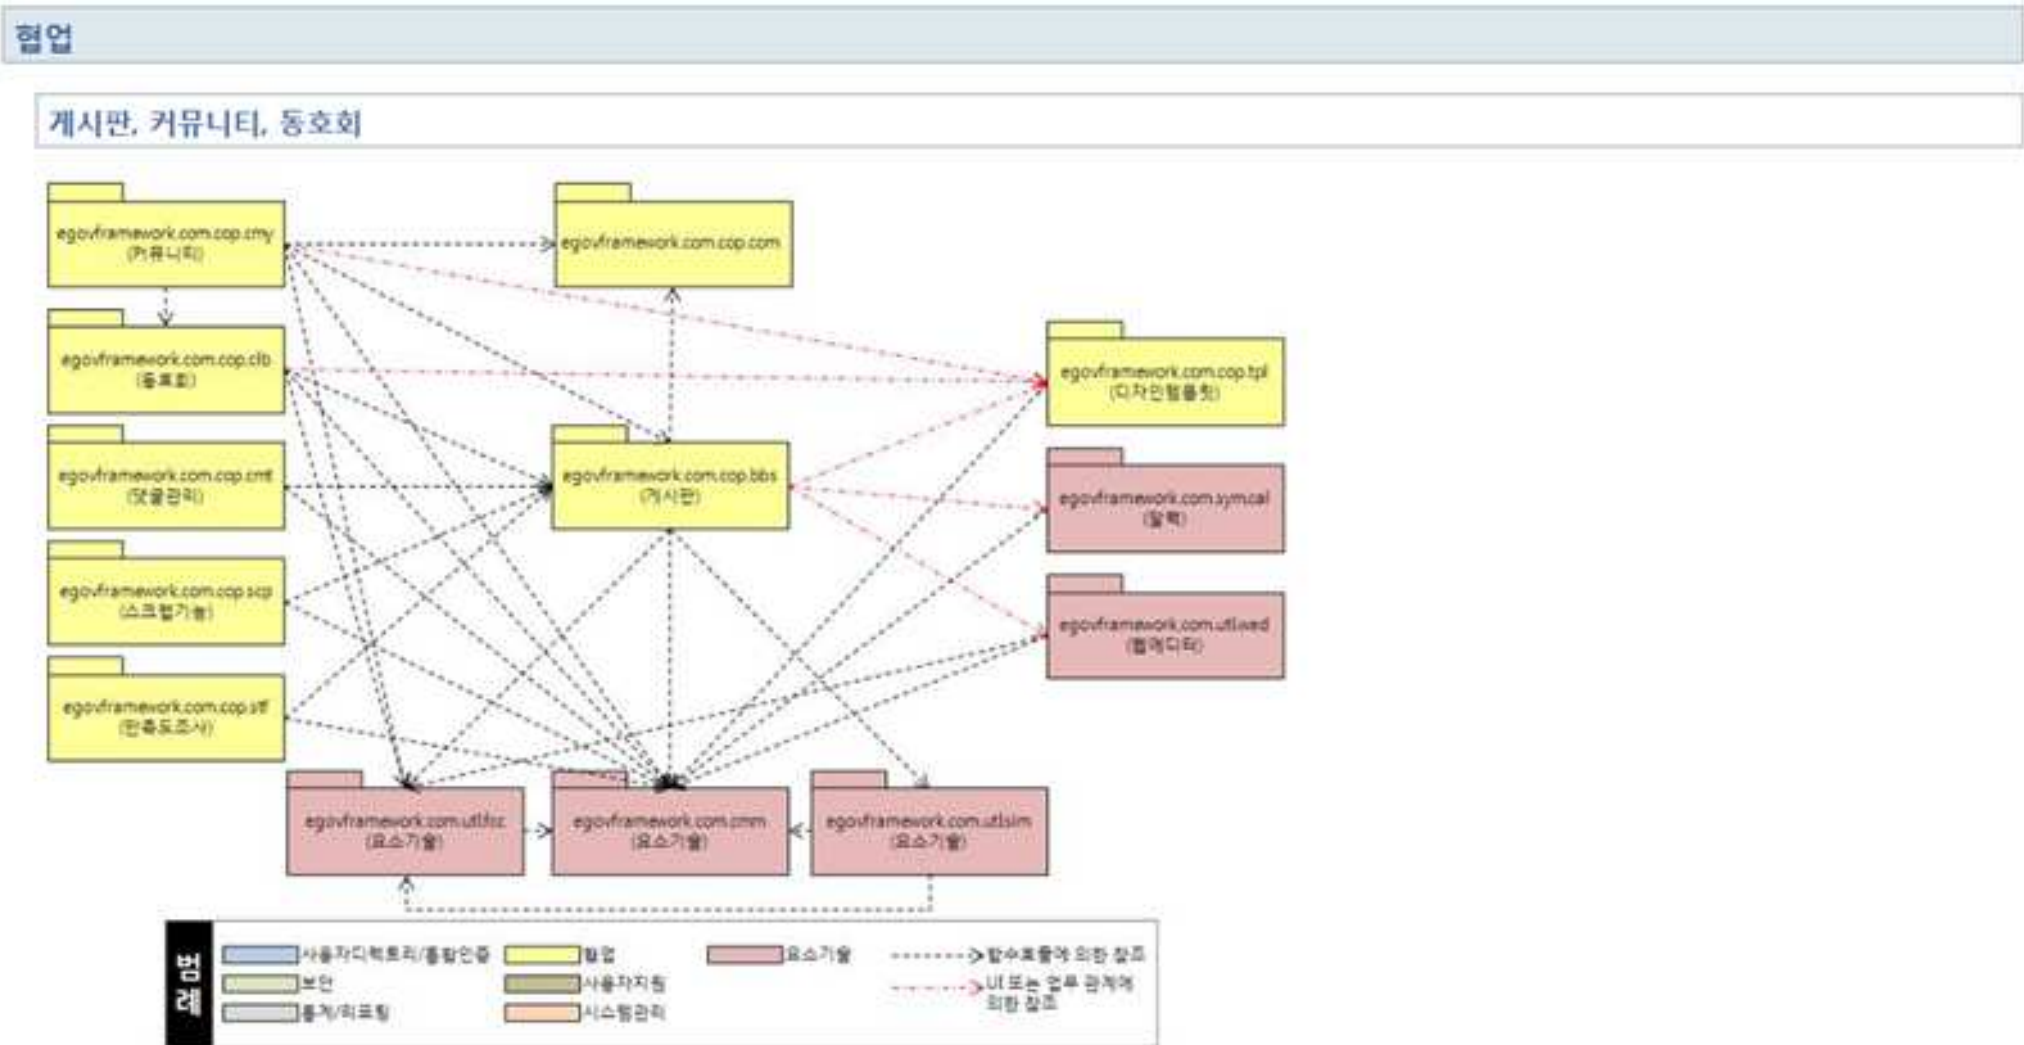 협업
게시판, 커뮤니티, 동호회
egovframework.com.cop.cmy
(커뮤니티)
egovframework.com.cop.com
egovframework.com.cop.clb
(동호회)
egovframework.com.cop.tpl
(디자인템플릿)
egovframework.com.cop.cmt
(댓글관리)
egovframework.com.cop.bbs
(게시판)
egovframework.com.sym.cal
(달력)
egovframework.com.cop.scp
(스크랩기능)
egovframework.com.utl.wed
(웹에디터)
egovframework.com.cop.stf
(만족도조사)
egovframework.com.utl.fcc
(요소기술)
egovframework.com.cmm
(요소기술)
egovframework.com.utl.sim
(요소기술)
범례
사용자디렉토리/통합인증
협업
요소기술
함수호출에 의한 참조
보안
사용자지원
UI 또는 업무 관계에
의한 참조
통계/리포팅
시스템관리